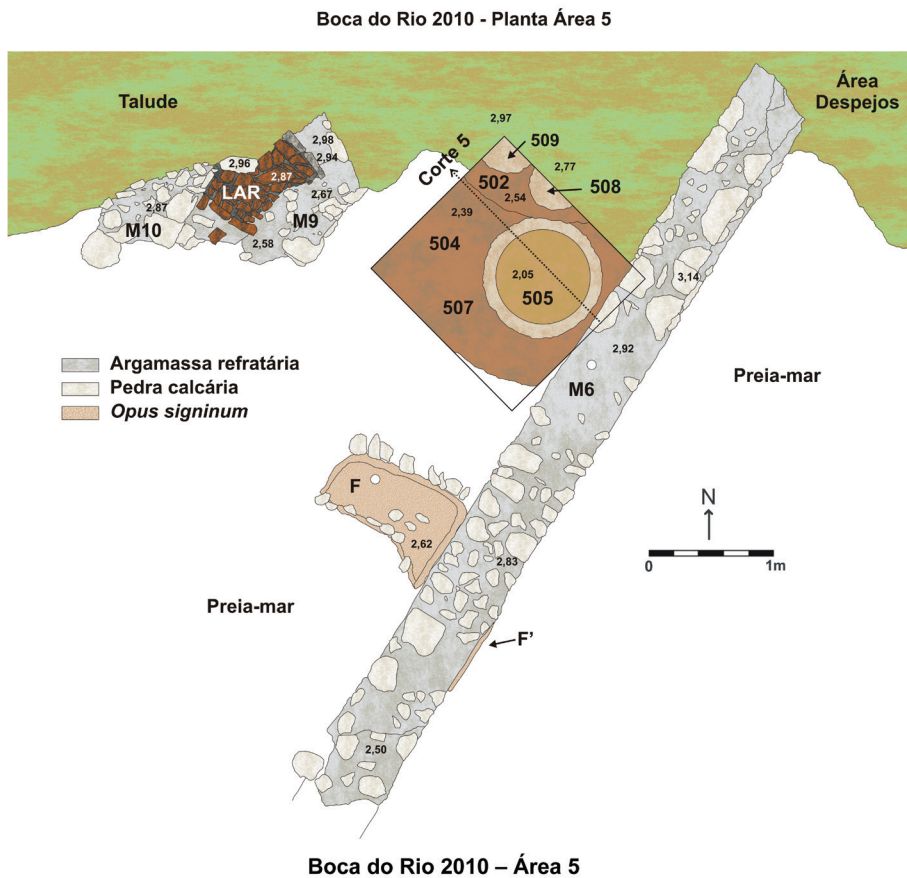 Boca do Rio 2010 - Planta Área 5
Talude
Área
Despejos
2,97
2,98
2,94
2,96
2,87
LAR
2,67
2,87
M10
M9
2,58
Corte 5
509
2,77
502
508
2,54
2,39
504
2,05
505
507
3,14
2,92
M6
Preia-mar
Argamassa refratária
Pedra calcária
Opus signinum
F
2,62
2,83
N
0
1m
Preia-mar
F'
2,50
Boca do Rio 2010 – Área 5